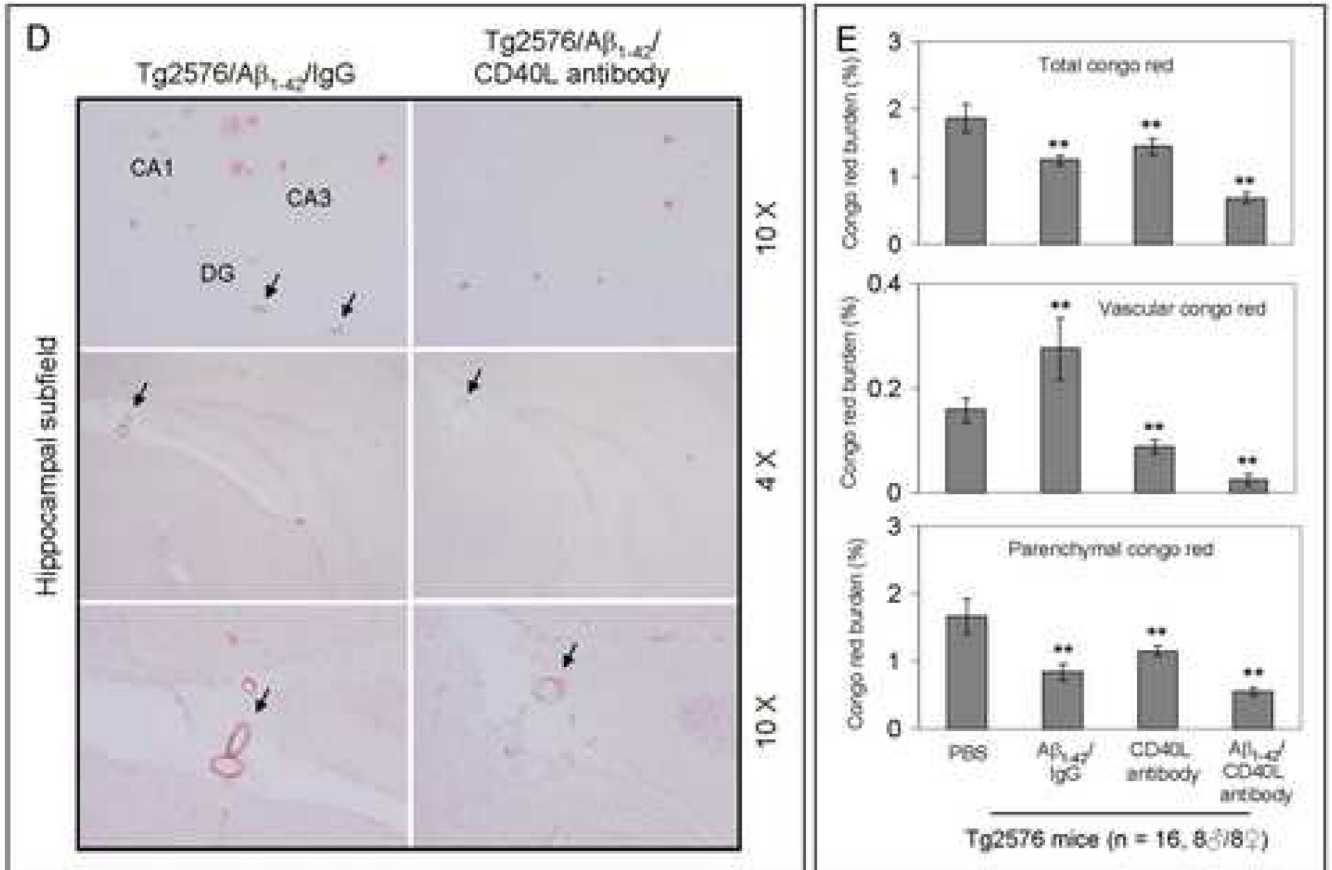 D
Tg2576/Aβ1-42/IgG
Tg2576/Aβ1-42/
CD40L antibody
Hippocampal subfield
CA1
CA3
DG
10 X
4 X
10 X
E
Congo red burden (%)
3
2
1
0
Total congo red
**
**
**
Congo red burden (%)
0.4
0.2
0
Vascular congo red
**
**
**
Congo red burden (%)
3
2
1
0
Parenchymal congo red
**
**
**
PBS
Aβ1-42/
IgG
CD40L
antibody
Aβ1-42/
CD40L
antibody
Tg2576 mice (n = 16, 8♂/8♀)